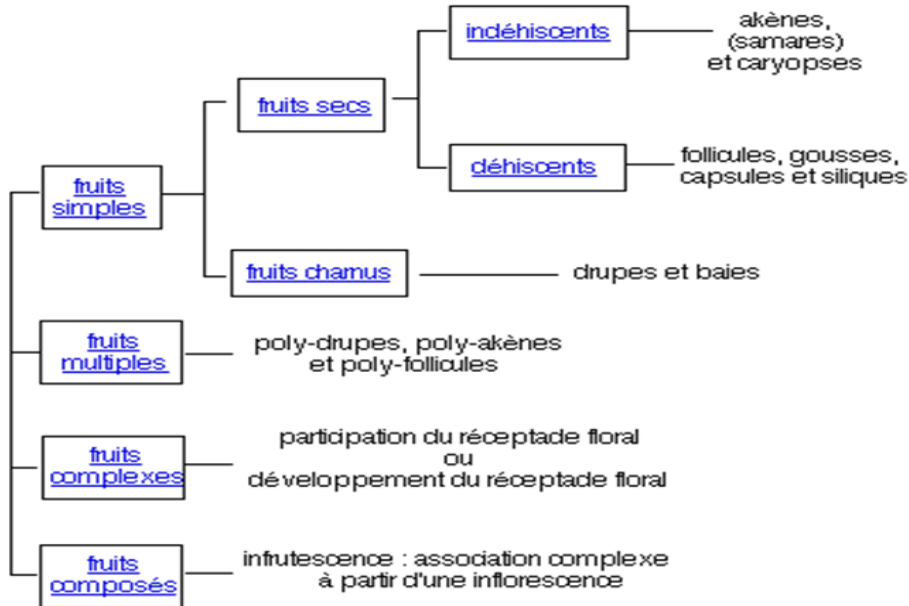 indéhiscents
akènes,
(samares)
et caryopses
fruits secs
déhiscents
follicules, gousses,
capsules et siliques
fruits
simples
fruits charnus
drupes et baies
fruits
multiples
poly-drupes, poly-akènes
et poly-follicules
fruits
complexes
participation du réceptacle floral
ou
développement du réceptacle floral
fruits
composés
infrutescence : association complexe
à partir d'une inflorescence